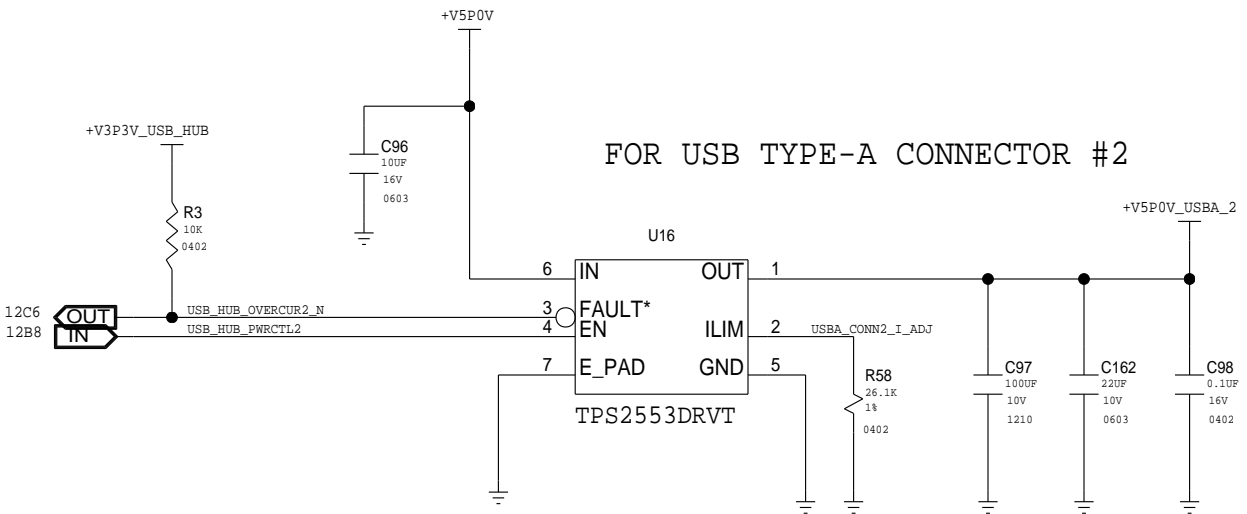 +V5P0V
+V3P3V_USB_HUB
C96
10UF
16V
0603
FOR USB TYPE-A CONNECTOR #2
+V5P0V_USBA_2
R3
10K
0402
U16
6 IN OUT 1
12C6 OUT USB_HUB_OVERCUR2_N 3 FAULT*
12B8 IN USB_HUB_PWRCTL2 4 EN ILIM 2 USBA_CONN2_I_ADJ
7 E_PAD GND 5
TPS2553DRVT
R58
26.1K
1%
0402
C97
100UF
10V
1210
C162
22UF
10V
0603
C98
0.1UF
16V
0402